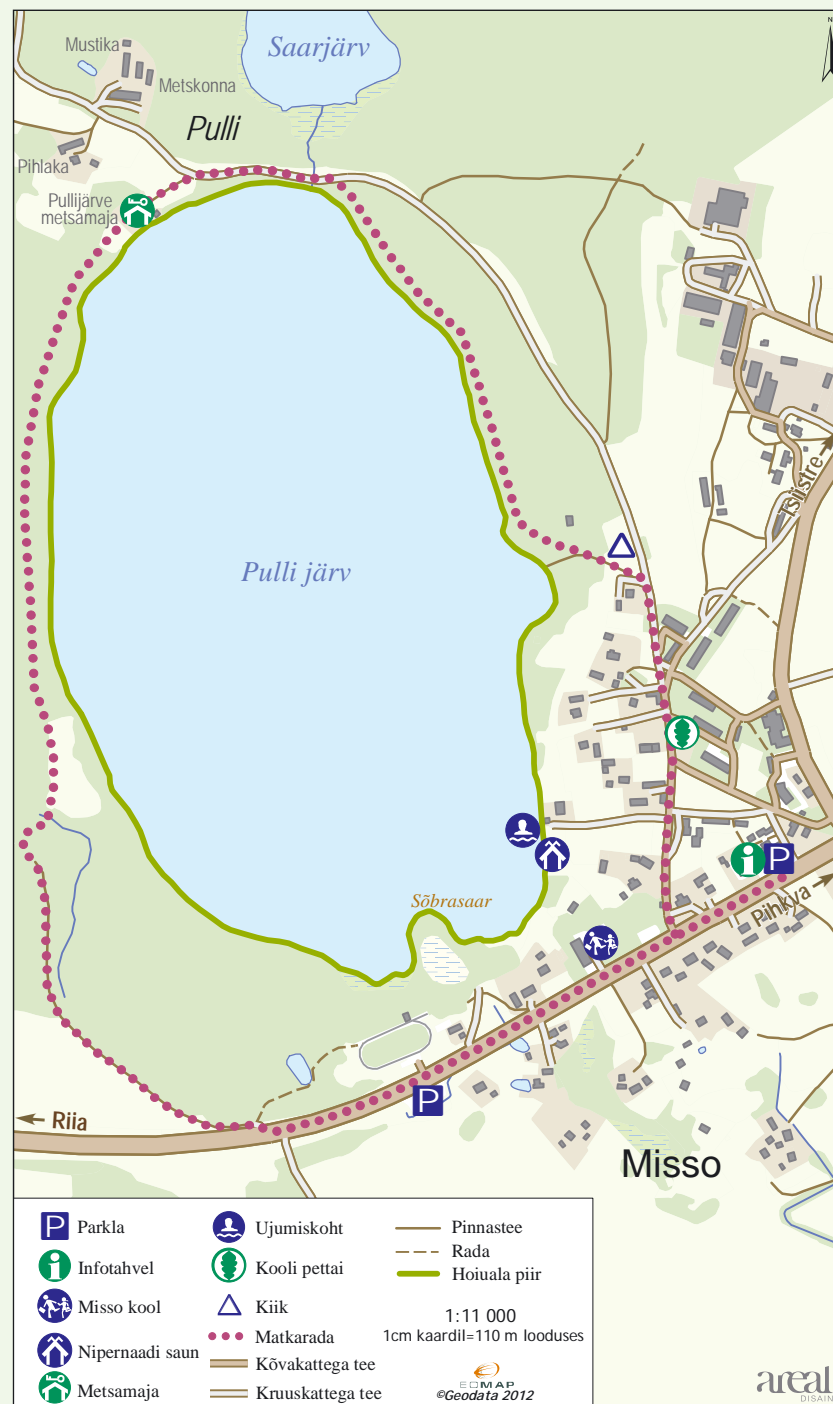 N
Mustika
Saarjärv
Metskonna
Pulli
Pihlaka
Pullijärve
metsamaja
Tsiistre
Pulli järv
Sõbrasaar
i P
Pihkva
P
Riia
Misso
P Parkla
i Infotahvel
Misso kool
Nipernaadi saun
Metsamaja
Ujumiskoht
Kooli pettai
Kiik
Matkarada
Kõvakattega tee
Kruuskattega tee
Pinnastee
Rada
Hoiuala piir
1:11 000
1cm kaardil=110 m looduses
EOMAP
©Geodata 2012
areal
DISAIN